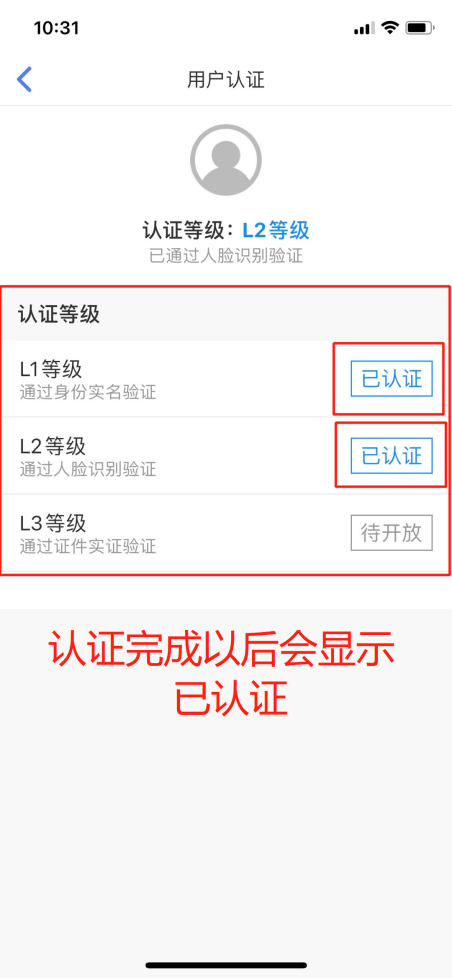 10:31
用户认证
认证等级：L2等级
已通过人脸识别验证
认证等级
L1等级
已认证
通过身份实名验证
L2等级
已认证
通过人脸识别验证
L3等级
待开放
通过证件实证验证
认证完成以后会显示
已认证